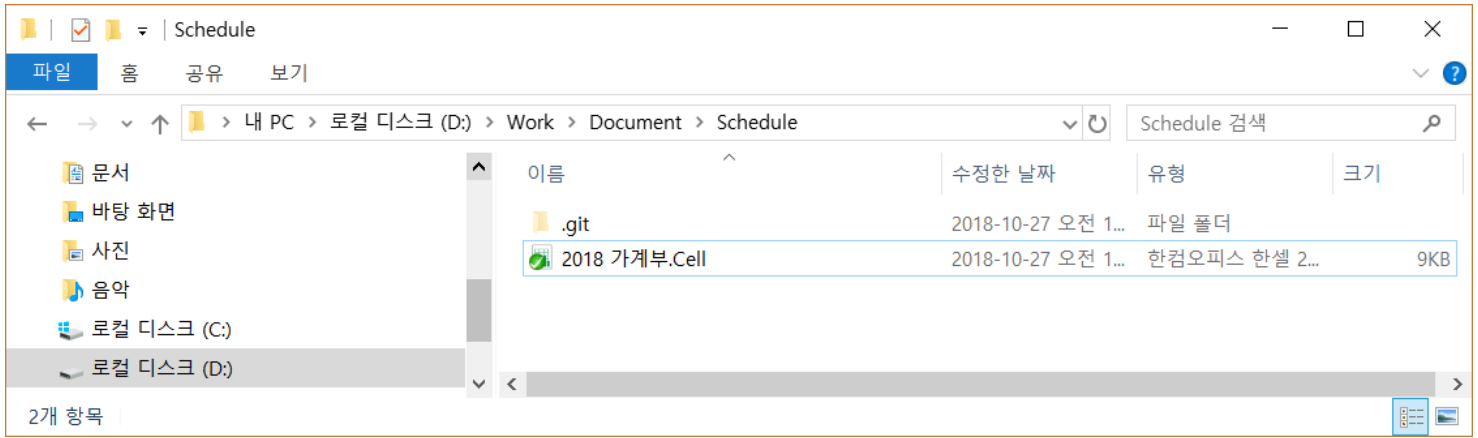 Schedule
파일 홈 공유 보기
내 PC > 로컬 디스크 (D:) > Work > Document > Schedule
Schedule 검색
문서
바탕 화면
사진
음악
로컬 디스크 (C:)
로컬 디스크 (D:)
이름 수정한 날짜 유형 크기
.git 2018-10-27 오전 1... 파일 폴더
2018 가계부.Cell 2018-10-27 오전 1... 한컴오피스 한셀 2... 9KB
2개 항목